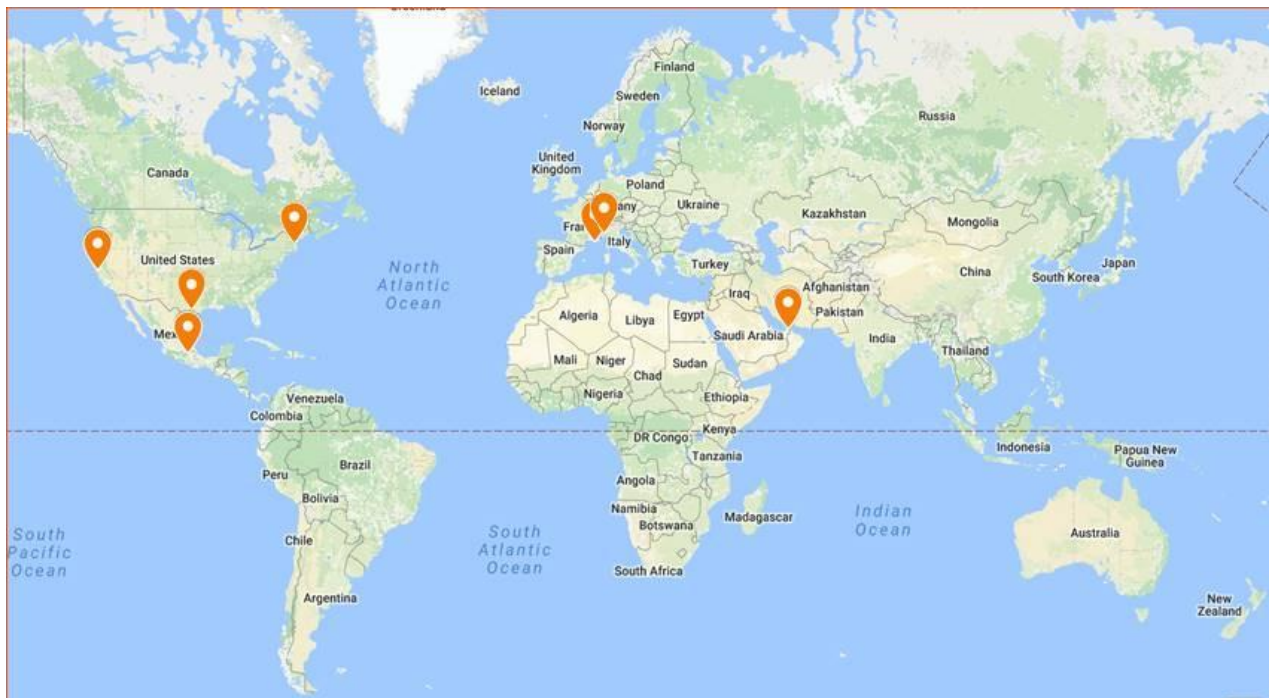 Greenland
Finland
Iceland
Sweden
Russia
Norway
Canada
United
Kingdom
Poland
Ukraine
Kazakhstan
Mongolia
Italy
Spain
United States
North
Atlantic
Ocean
Turkey
China
South Korea
Japan
Iraq
Afghanistan
Pakistan
Algeria
Libya
Egypt
Saudi Arabia
India
Mali
Niger
Chad
Sudan
Thailand
Nigeria
Ethiopia
Venezuela
Colombia
Kenya
DR Congo
Indonesia
Papua New
Guinea
Tanzania
Brazil
Peru
Angola
Bolivia
Namibia
Botswana
Madagascar
Indian
Ocean
Australia
South
Pacific
Ocean
Chile
South
Atlantic
Ocean
South Africa
Argentina
New
Zealand